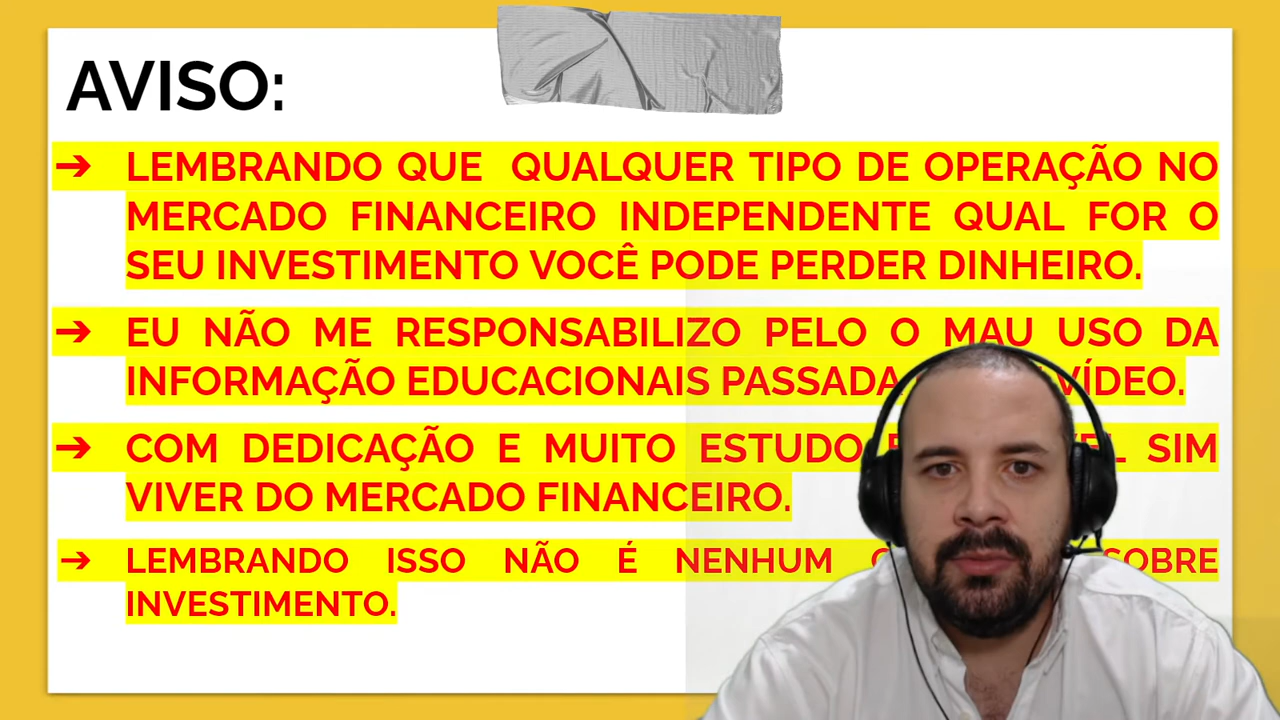 AVISO:
➔ LEMBRANDO QUE QUALQUER TIPO DE OPERAÇÃO NO
MERCADO FINANCEIRO INDEPENDENTE QUAL FOR O
SEU INVESTIMENTO VOCÊ PODE PERDER DINHEIRO.
➔ EU NÃO ME RESPONSABILIZO PELO O MAU USO DA
INFORMAÇÃO EDUCACIONAIS PASSADA VÍDEO.
➔ COM DEDICAÇÃO E MUITO ESTUDO SIM
VIVER DO MERCADO FINANCEIRO.
➔ LEMBRANDO ISSO NÃO É NENHUM SOBRE
INVESTIMENTO.